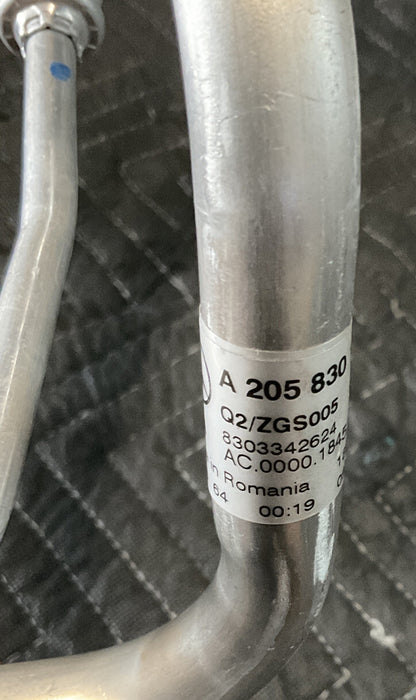 A 205 830
Q2/ZGS005
8303342624
AC.0000.1845
in Romania
64 00:19